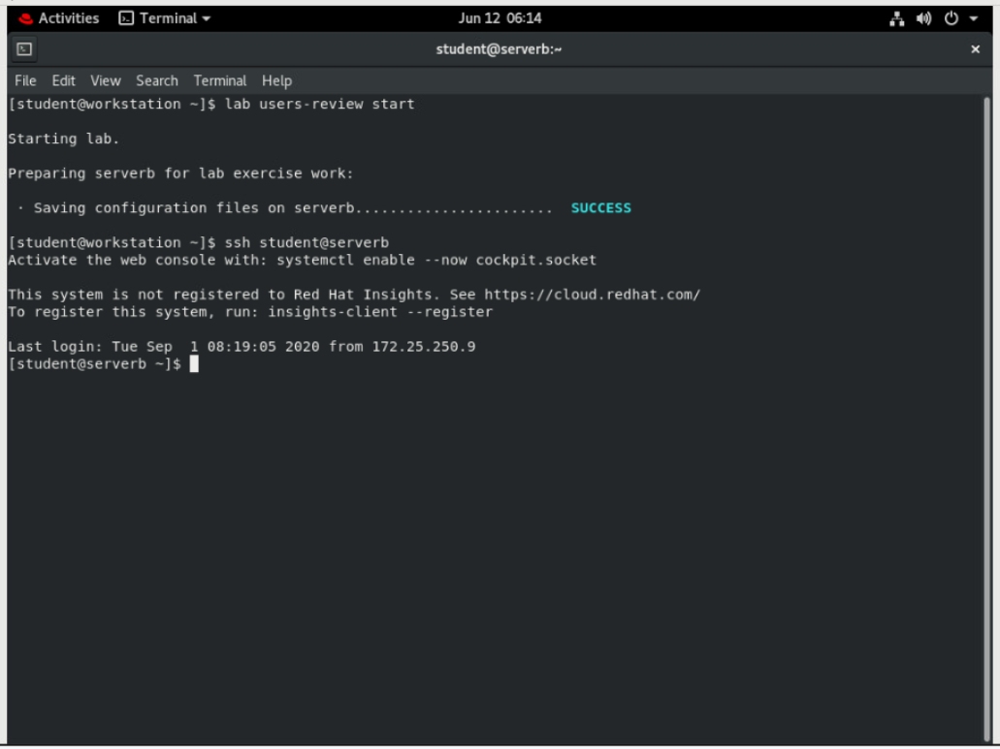 Activities Terminal Jun 12 06:14
student@serverb:~
File Edit View Search Terminal Help
[student@workstation ~]$ lab users-review start
Starting lab.
Preparing serverb for lab exercise work:
· Saving configuration files on serverb....................... SUCCESS
[student@workstation ~]$ ssh student@serverb
Activate the web console with: systemctl enable --now cockpit.socket
This system is not registered to Red Hat Insights. See https://cloud.redhat.com/
To register this system, run: insights-client --register
Last login: Tue Sep  1 08:19:05 2020 from 172.25.250.9
[student@serverb ~]$